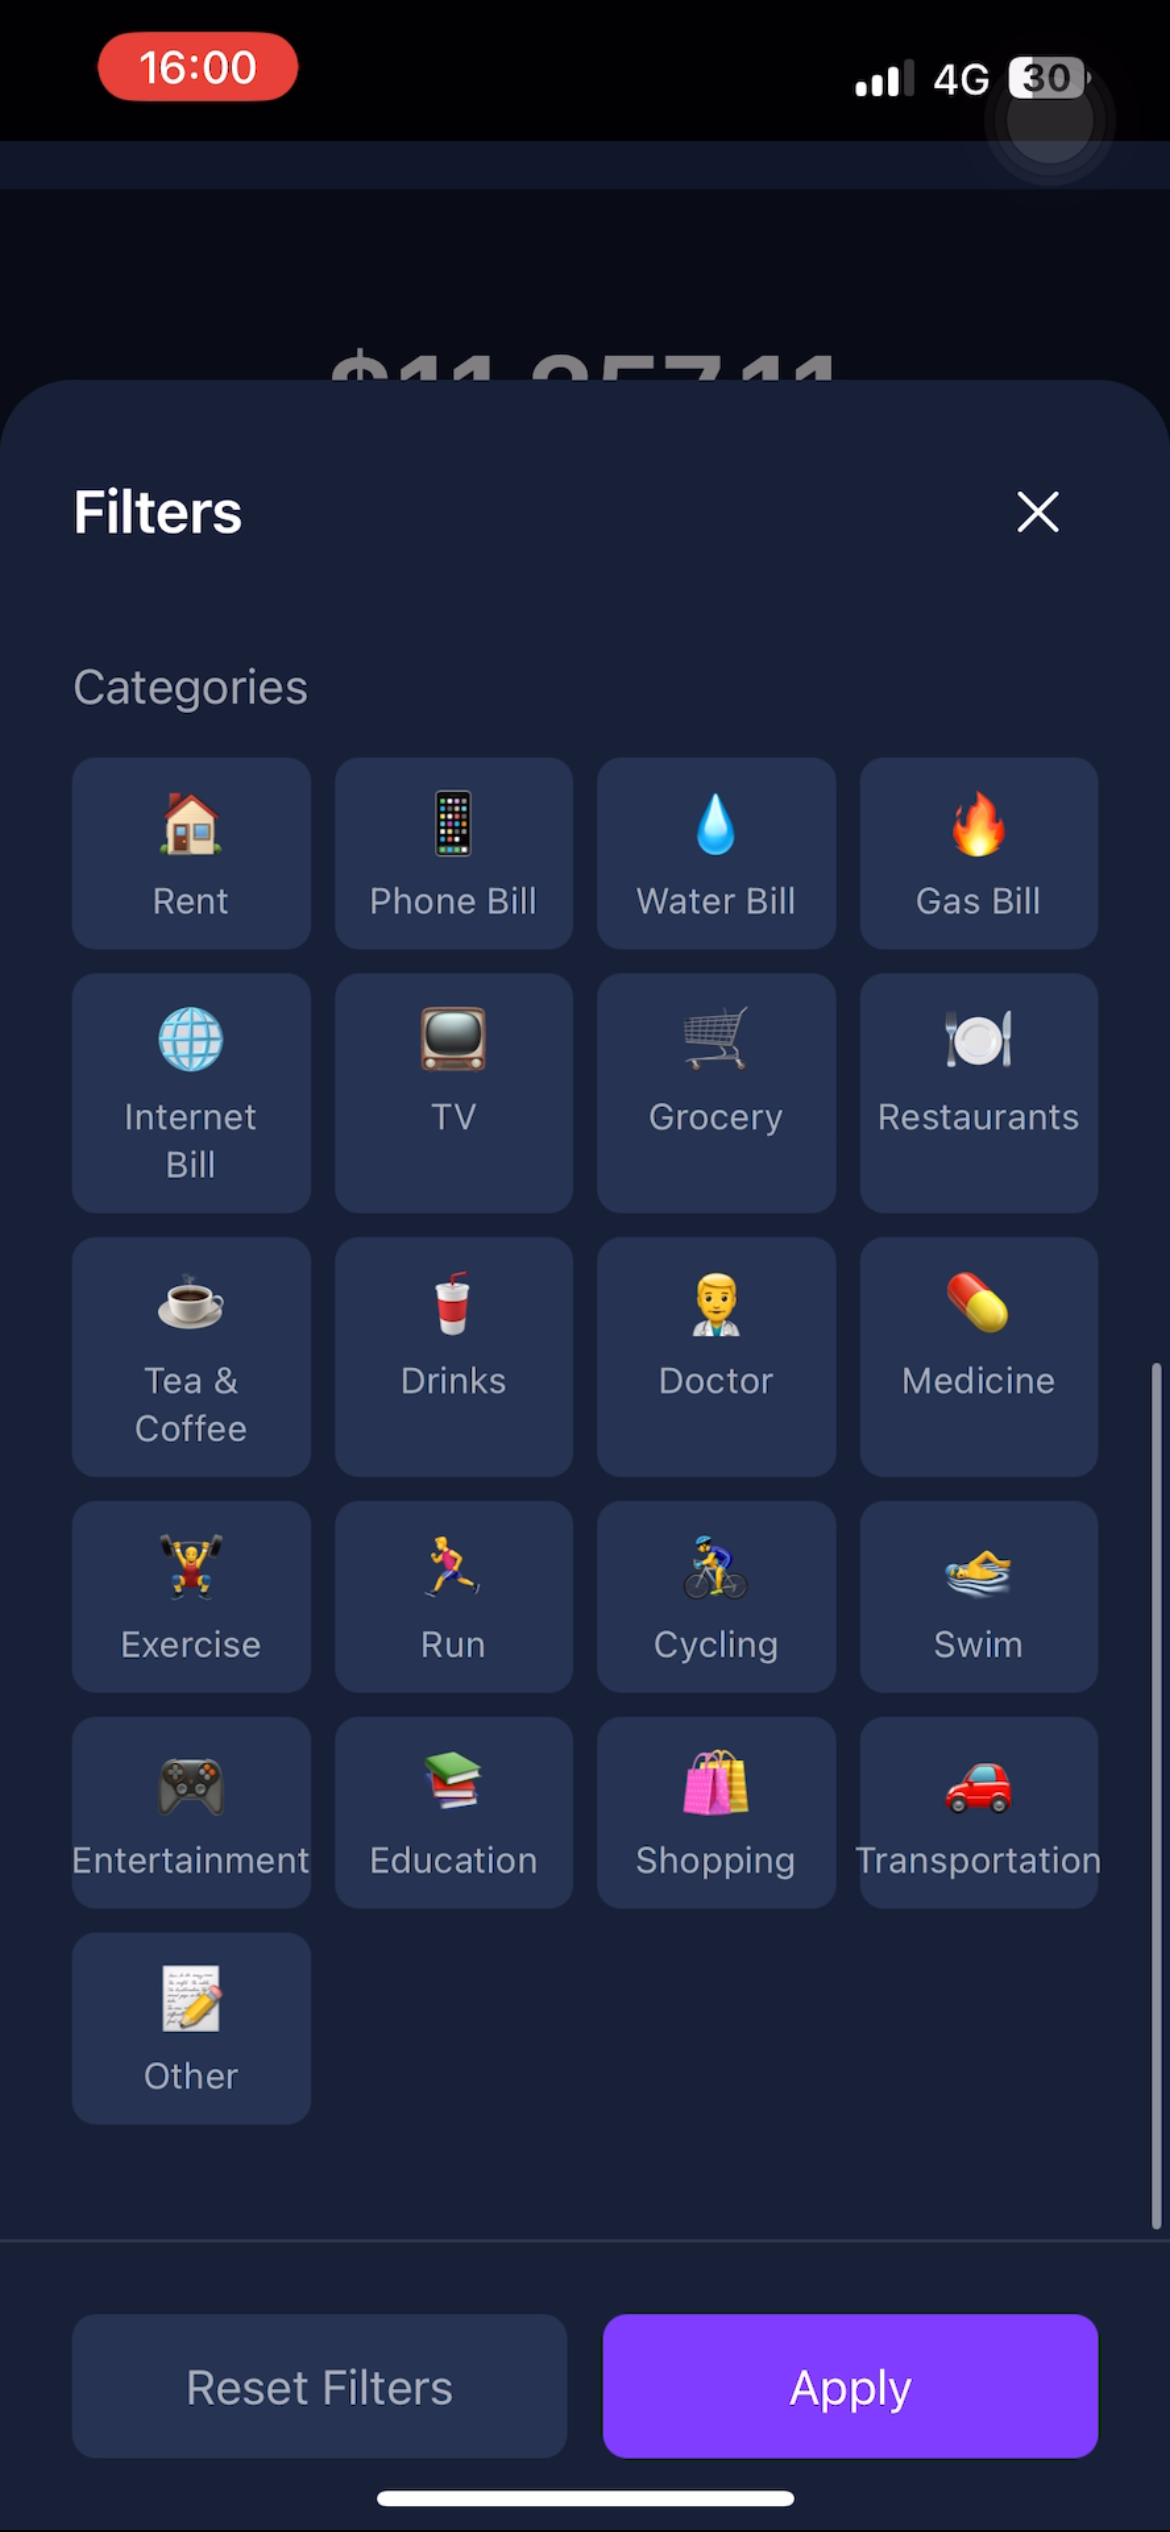 16:00
4G 30
Filters
Categories
Rent
Phone Bill
Water Bill
Gas Bill
Internet
Bill
TV
Grocery
Restaurants
Tea &
Coffee
Drinks
Doctor
Medicine
Exercise
Run
Cycling
Swim
Entertainment
Education
Shopping
Transportation
Other
Reset Filters
Apply